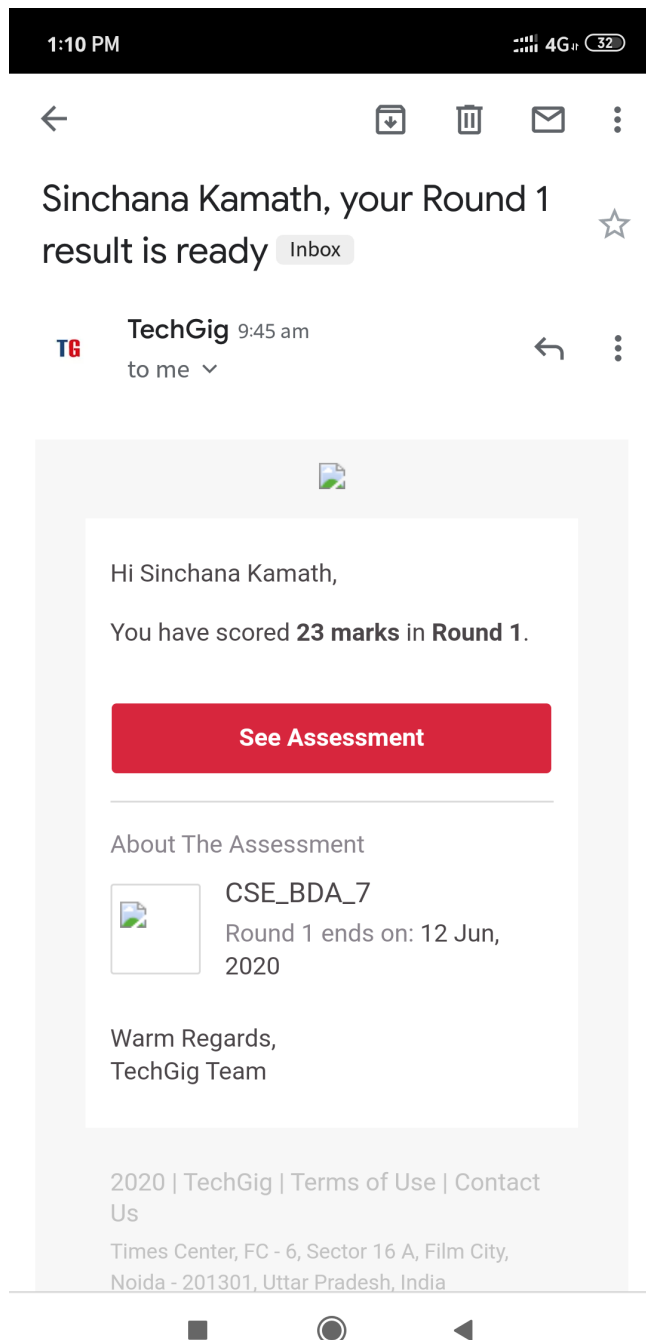 1:10 PM 4G 32
Sinchana Kamath, your Round 1
result is ready Inbox
TG TechGig 9:45 am
to me
Hi Sinchana Kamath,
You have scored 23 marks in Round 1.
See Assessment
About The Assessment
CSE_BDA_7
Round 1 ends on: 12 Jun,
2020
Warm Regards,
TechGig Team
2020 | TechGig | Terms of Use | Contact
Us
Times Center, FC - 6, Sector 16 A, Film City,
Noida - 201301, Uttar Pradesh, India